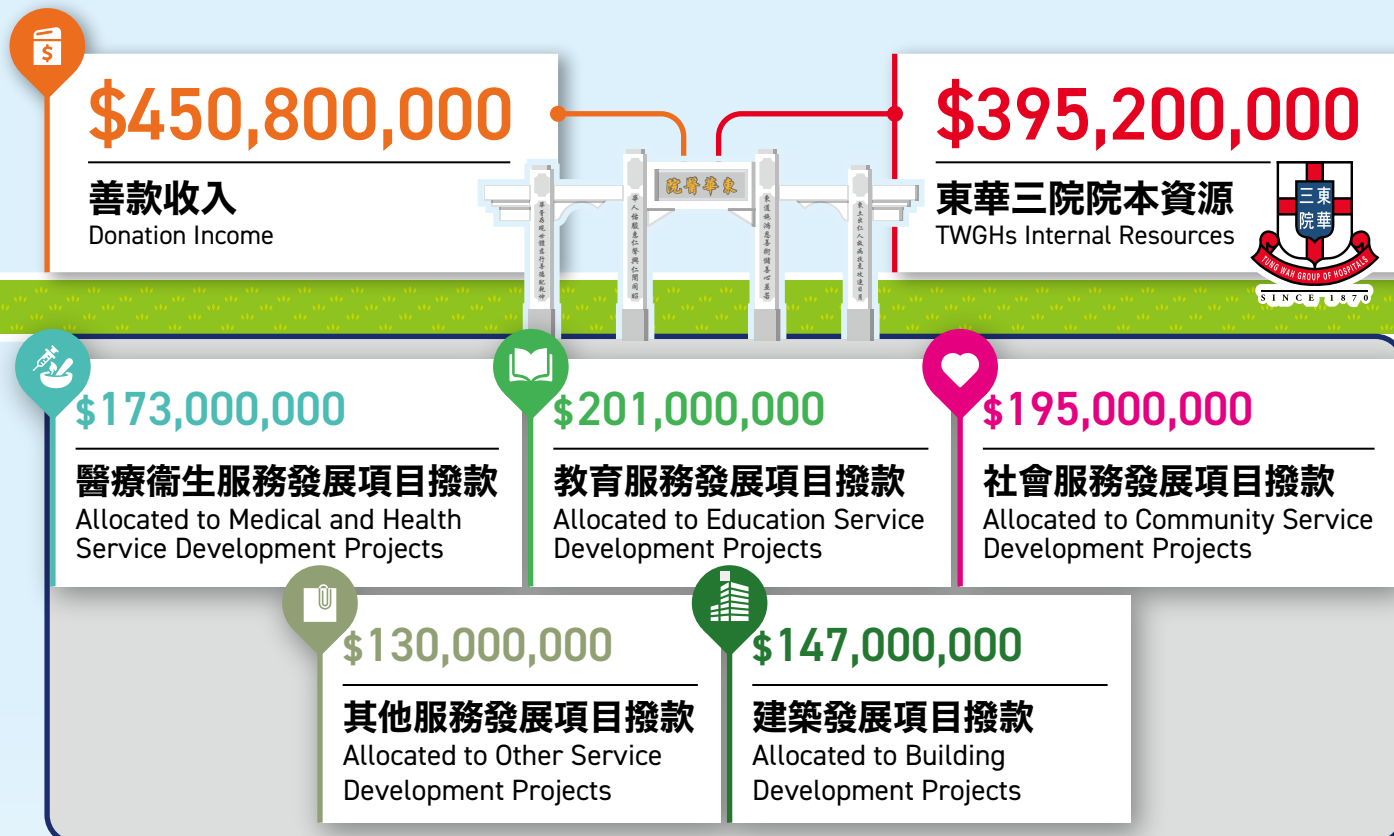 $
$450,800,000
善款收入
Donation Income
$395,200,000
東華三院院本資源
TWGHs Internal Resources
三東
院華
TUNG WAH GROUP OF HOSPITALS
SINCE 1870
院醫華東
$173,000,000
醫療衞生服務發展項目撥款
Allocated to Medical and Health
Service Development Projects
$201,000,000
教育服務發展項目撥款
Allocated to Education Service
Development Projects
$195,000,000
社會服務發展項目撥款
Allocated to Community Service
Development Projects
$130,000,000
其他服務發展項目撥款
Allocated to Other Service
Development Projects
$147,000,000
建築發展項目撥款
Allocated to Building
Development Projects